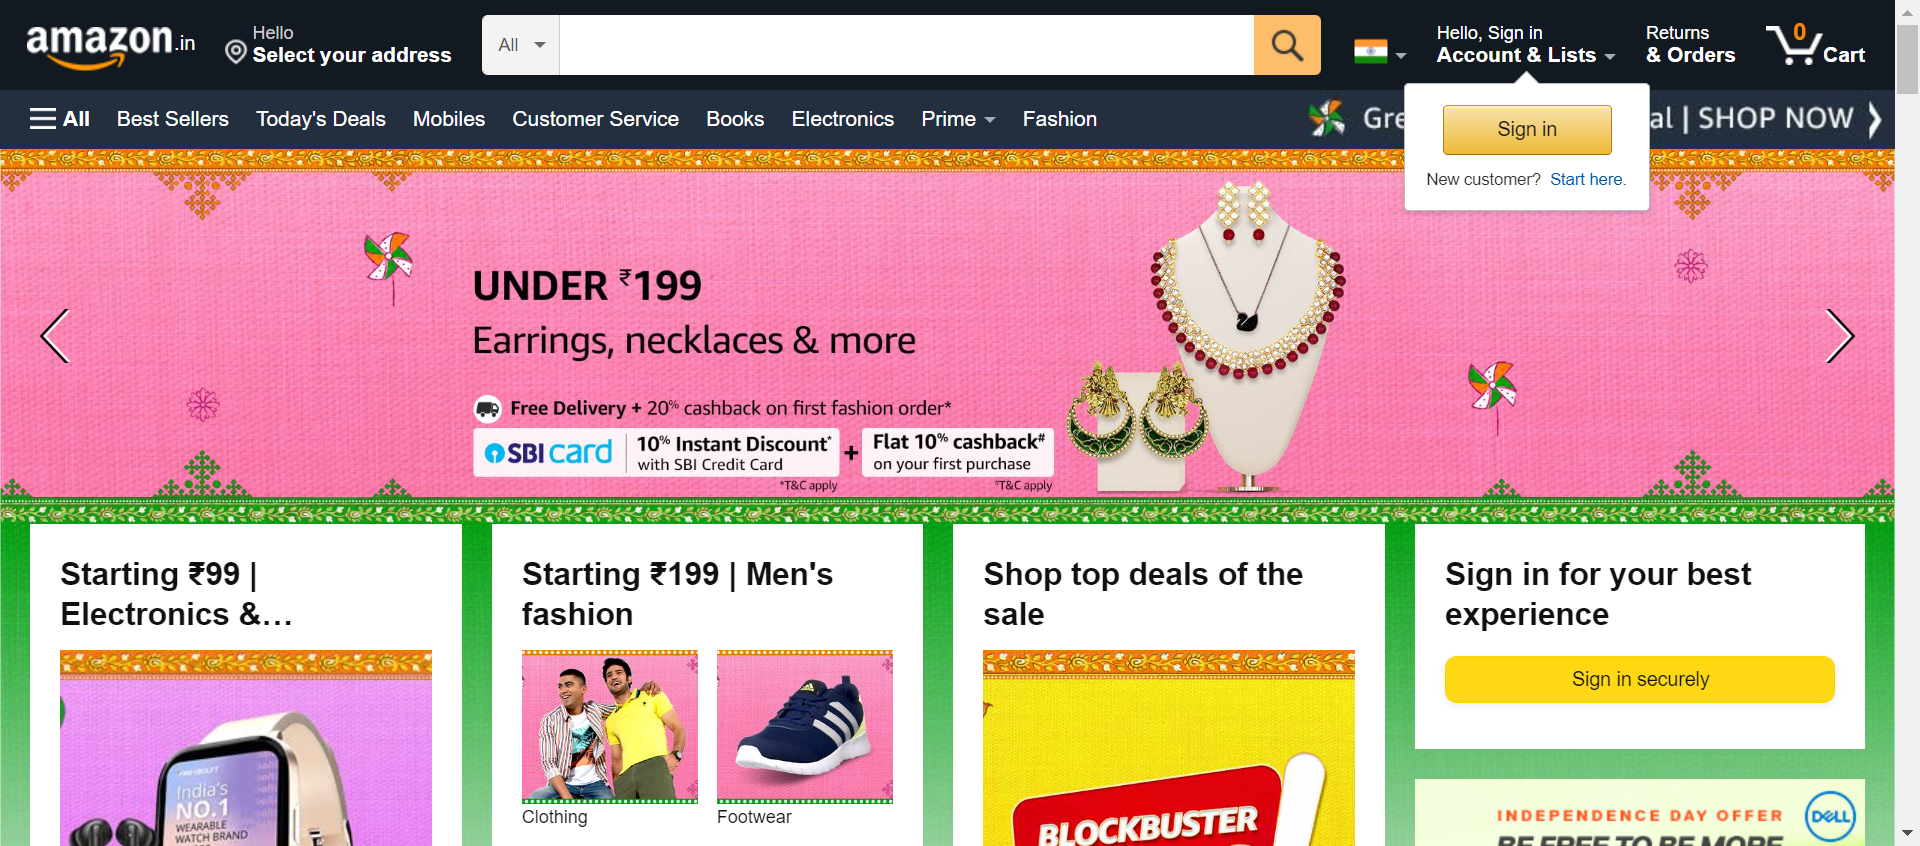 amazon.in
Hello
Select your address
All
Hello, Sign in
Account & Lists
Returns
& Orders
0
Cart
All
Best Sellers
Today's Deals
Mobiles
Customer Service
Books
Electronics
Prime
Fashion
| SHOP NOW
Sign in
New customer? Start here.
UNDER ₹199
Earrings, necklaces & more
Free Delivery + 20% cashback on first fashion order*
SBI card
10% Instant Discount*
with SBI Credit Card
*T&C apply
+
Flat 10% cashback#
on your first purchase
#T&C apply
Starting ₹99 |
Electronics &…
India's
NO.1
WEARABLE
WATCH BRAND
Starting ₹199 | Men's
fashion
Clothing
Footwear
Shop top deals of the
sale
BLOCKBUSTER
Sign in for your best
experience
Sign in securely
INDEPENDENCE DAY OFFER
DELL
BE FREE TO BE MORE